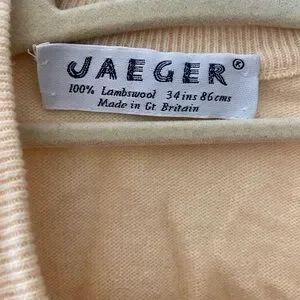 JAEGER®
100% Lambswool 34 ins 86 cms
Made in Gt Britain